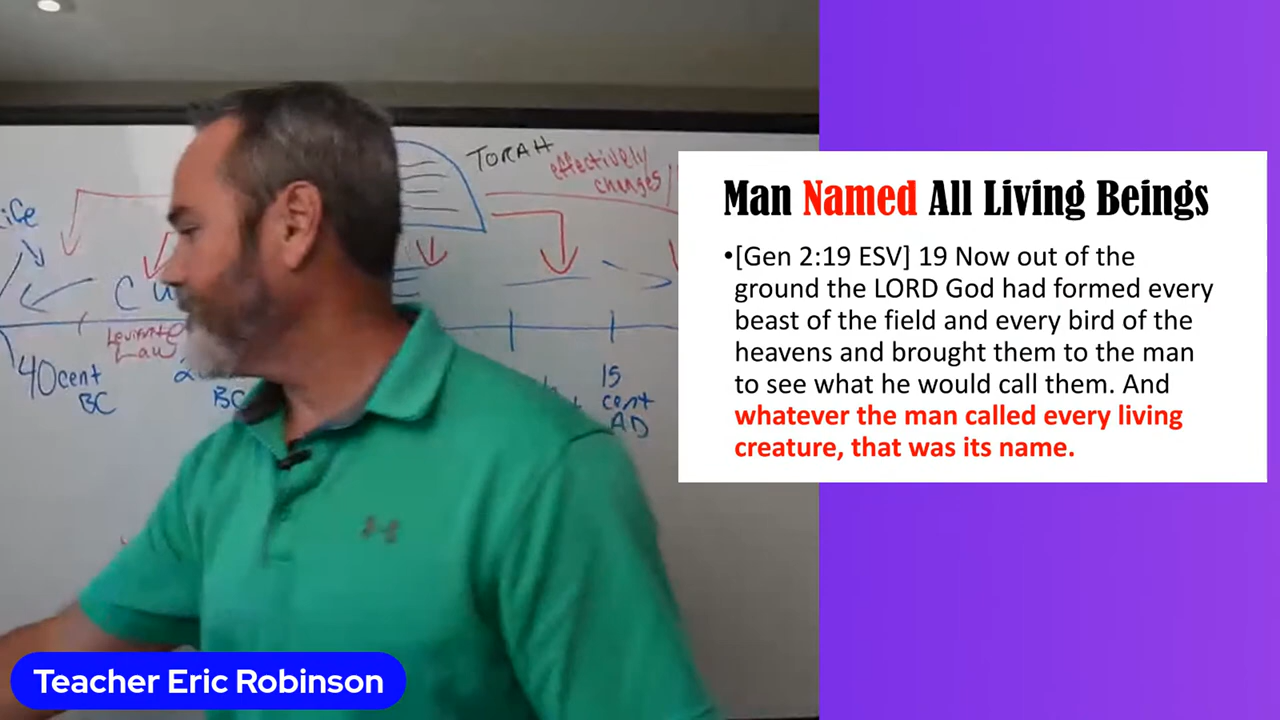 TORAH
effectively
changes
ife
Law
40cent
BC
BC
15
cent
AD
Man Named All Living Beings
•[Gen 2:19 ESV] 19 Now out of the
ground the LORD God had formed every
beast of the field and every bird of the
heavens and brought them to the man
to see what he would call them. And
whatever the man called every living
creature, that was its name.
Teacher Eric Robinson